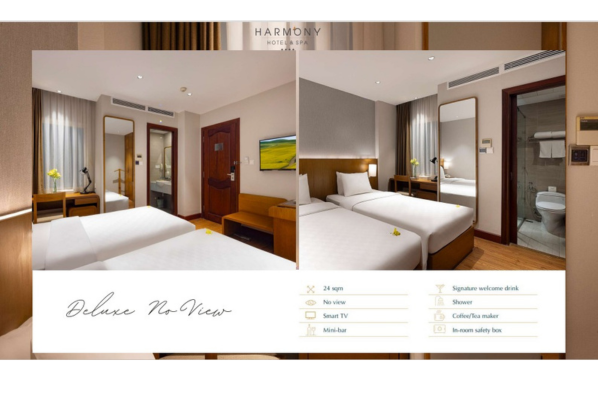 HARMONY
HOTEL & SPA
Deluxe No View
24 sqm
No view
Smart TV
Mini-bar
Signature welcome drink
Shower
Coffee/Tea maker
In-room safety box